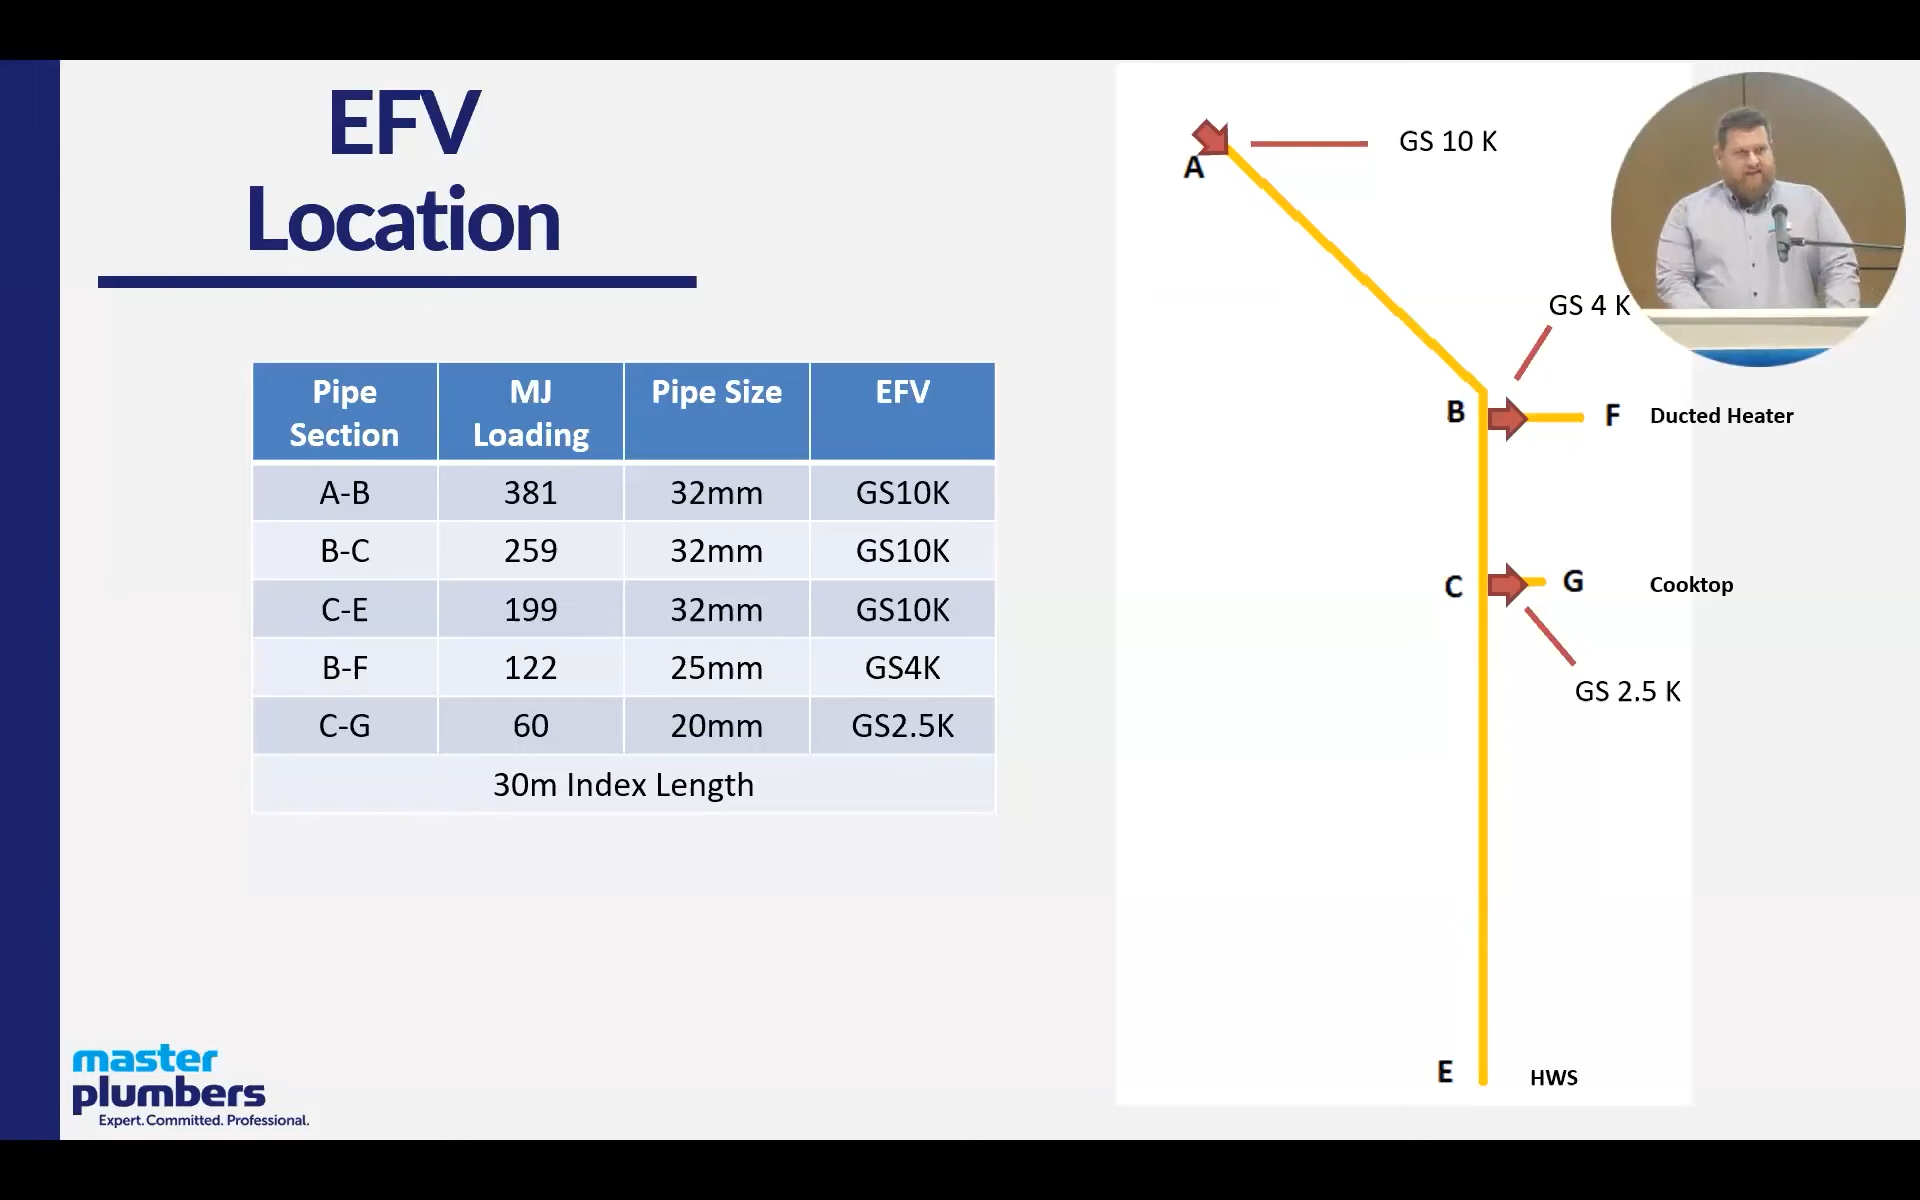 EFV
Location
Pipe Section MJ Loading Pipe Size EFV
A-B 381 32mm GS10K
B-C 259 32mm GS10K
C-E 199 32mm GS10K
B-F 122 25mm GS4K
C-G 60 20mm GS2.5K
30m Index Length
A
GS 10 K
GS 4 K
B
F
Ducted Heater
C
G
Cooktop
GS 2.5 K
E
HWS
master
plumbers
Expert. Committed. Professional.